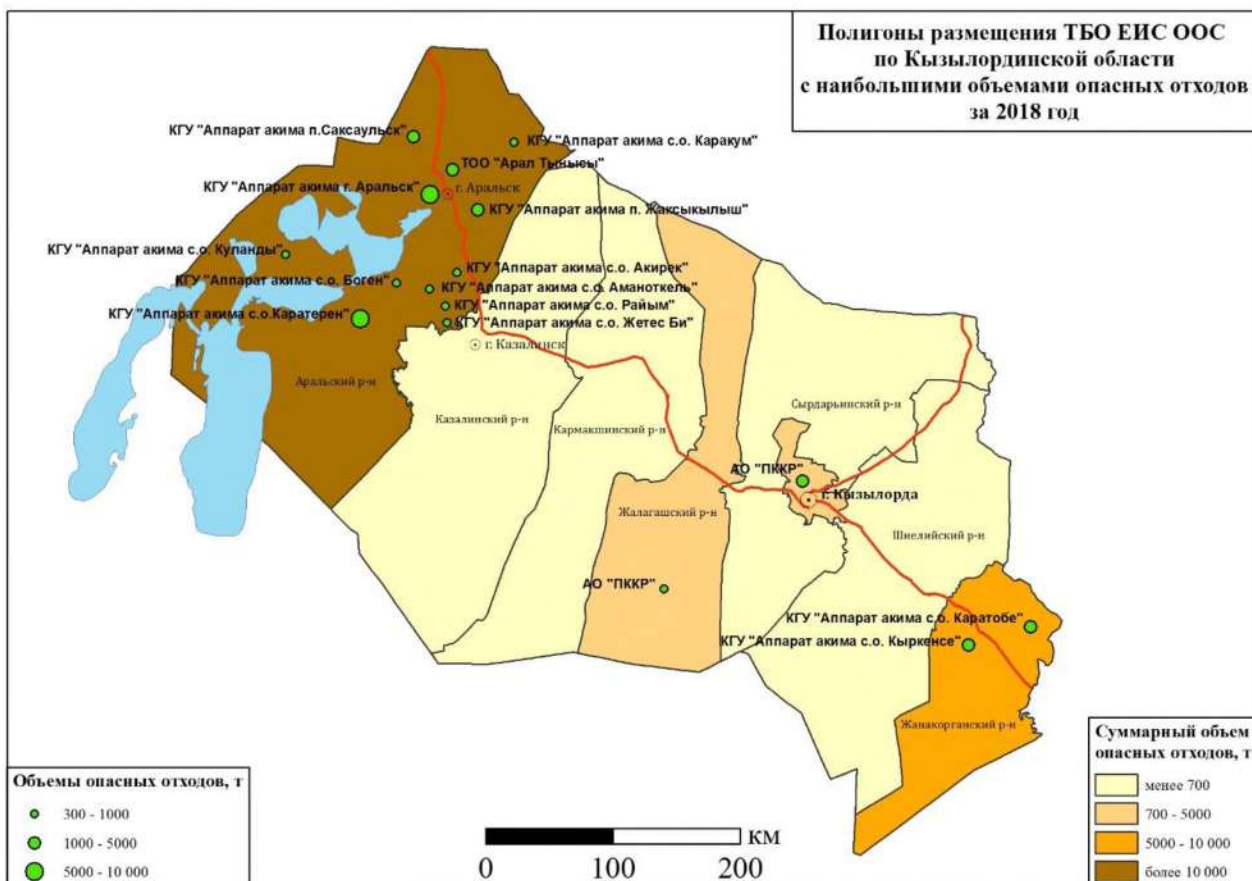 Полигоны размещения ТБО ЕИС ООС
по Кызылординской области
с наибольшими объемами опасных отходов
за 2018 год
КГУ "Аппарат акима п.Саксаульск"
КГУ "Аппарат акима с.о. Каракум"
ТОО "Арал Тынысы"
КГУ "Аппарат акима г. Аральск"
г. Аральск
КГУ "Аппарат акима п. Жаксыкылыш"
КГУ "Аппарат акима с.о. Куланды"
КГУ "Аппарат акима с.о. Акирек"
КГУ "Аппарат акима с.о. Боген"
КГУ "Аппарат акима с.о. Аманоткель"
КГУ "Аппарат акима с.о. Райым"
КГУ "Аппарат акима с.о.Каратерен"
КГУ "Аппарат акима с.о. Жетес Би"
г. Казалинск
Аральский р-н
Казалинский р-н
Кармакшинский р-н
Сырдарьинский р-н
АО "ПККР"
г. Кызылорда
Жалагашский р-н
Шиелийский р-н
АО "ПККР"
КГУ "Аппарат акима с.о. Каратобе"
КГУ "Аппарат акима с.о. Кыркенсе"
Жанакорганский р-н
Объемы опасных отходов, т
300 - 1000
1000 - 5000
5000 - 10 000
км
0 100 200
Суммарный объем
опасных отходов, т
менее 700
700 - 5000
5000 - 10 000
более 10 000